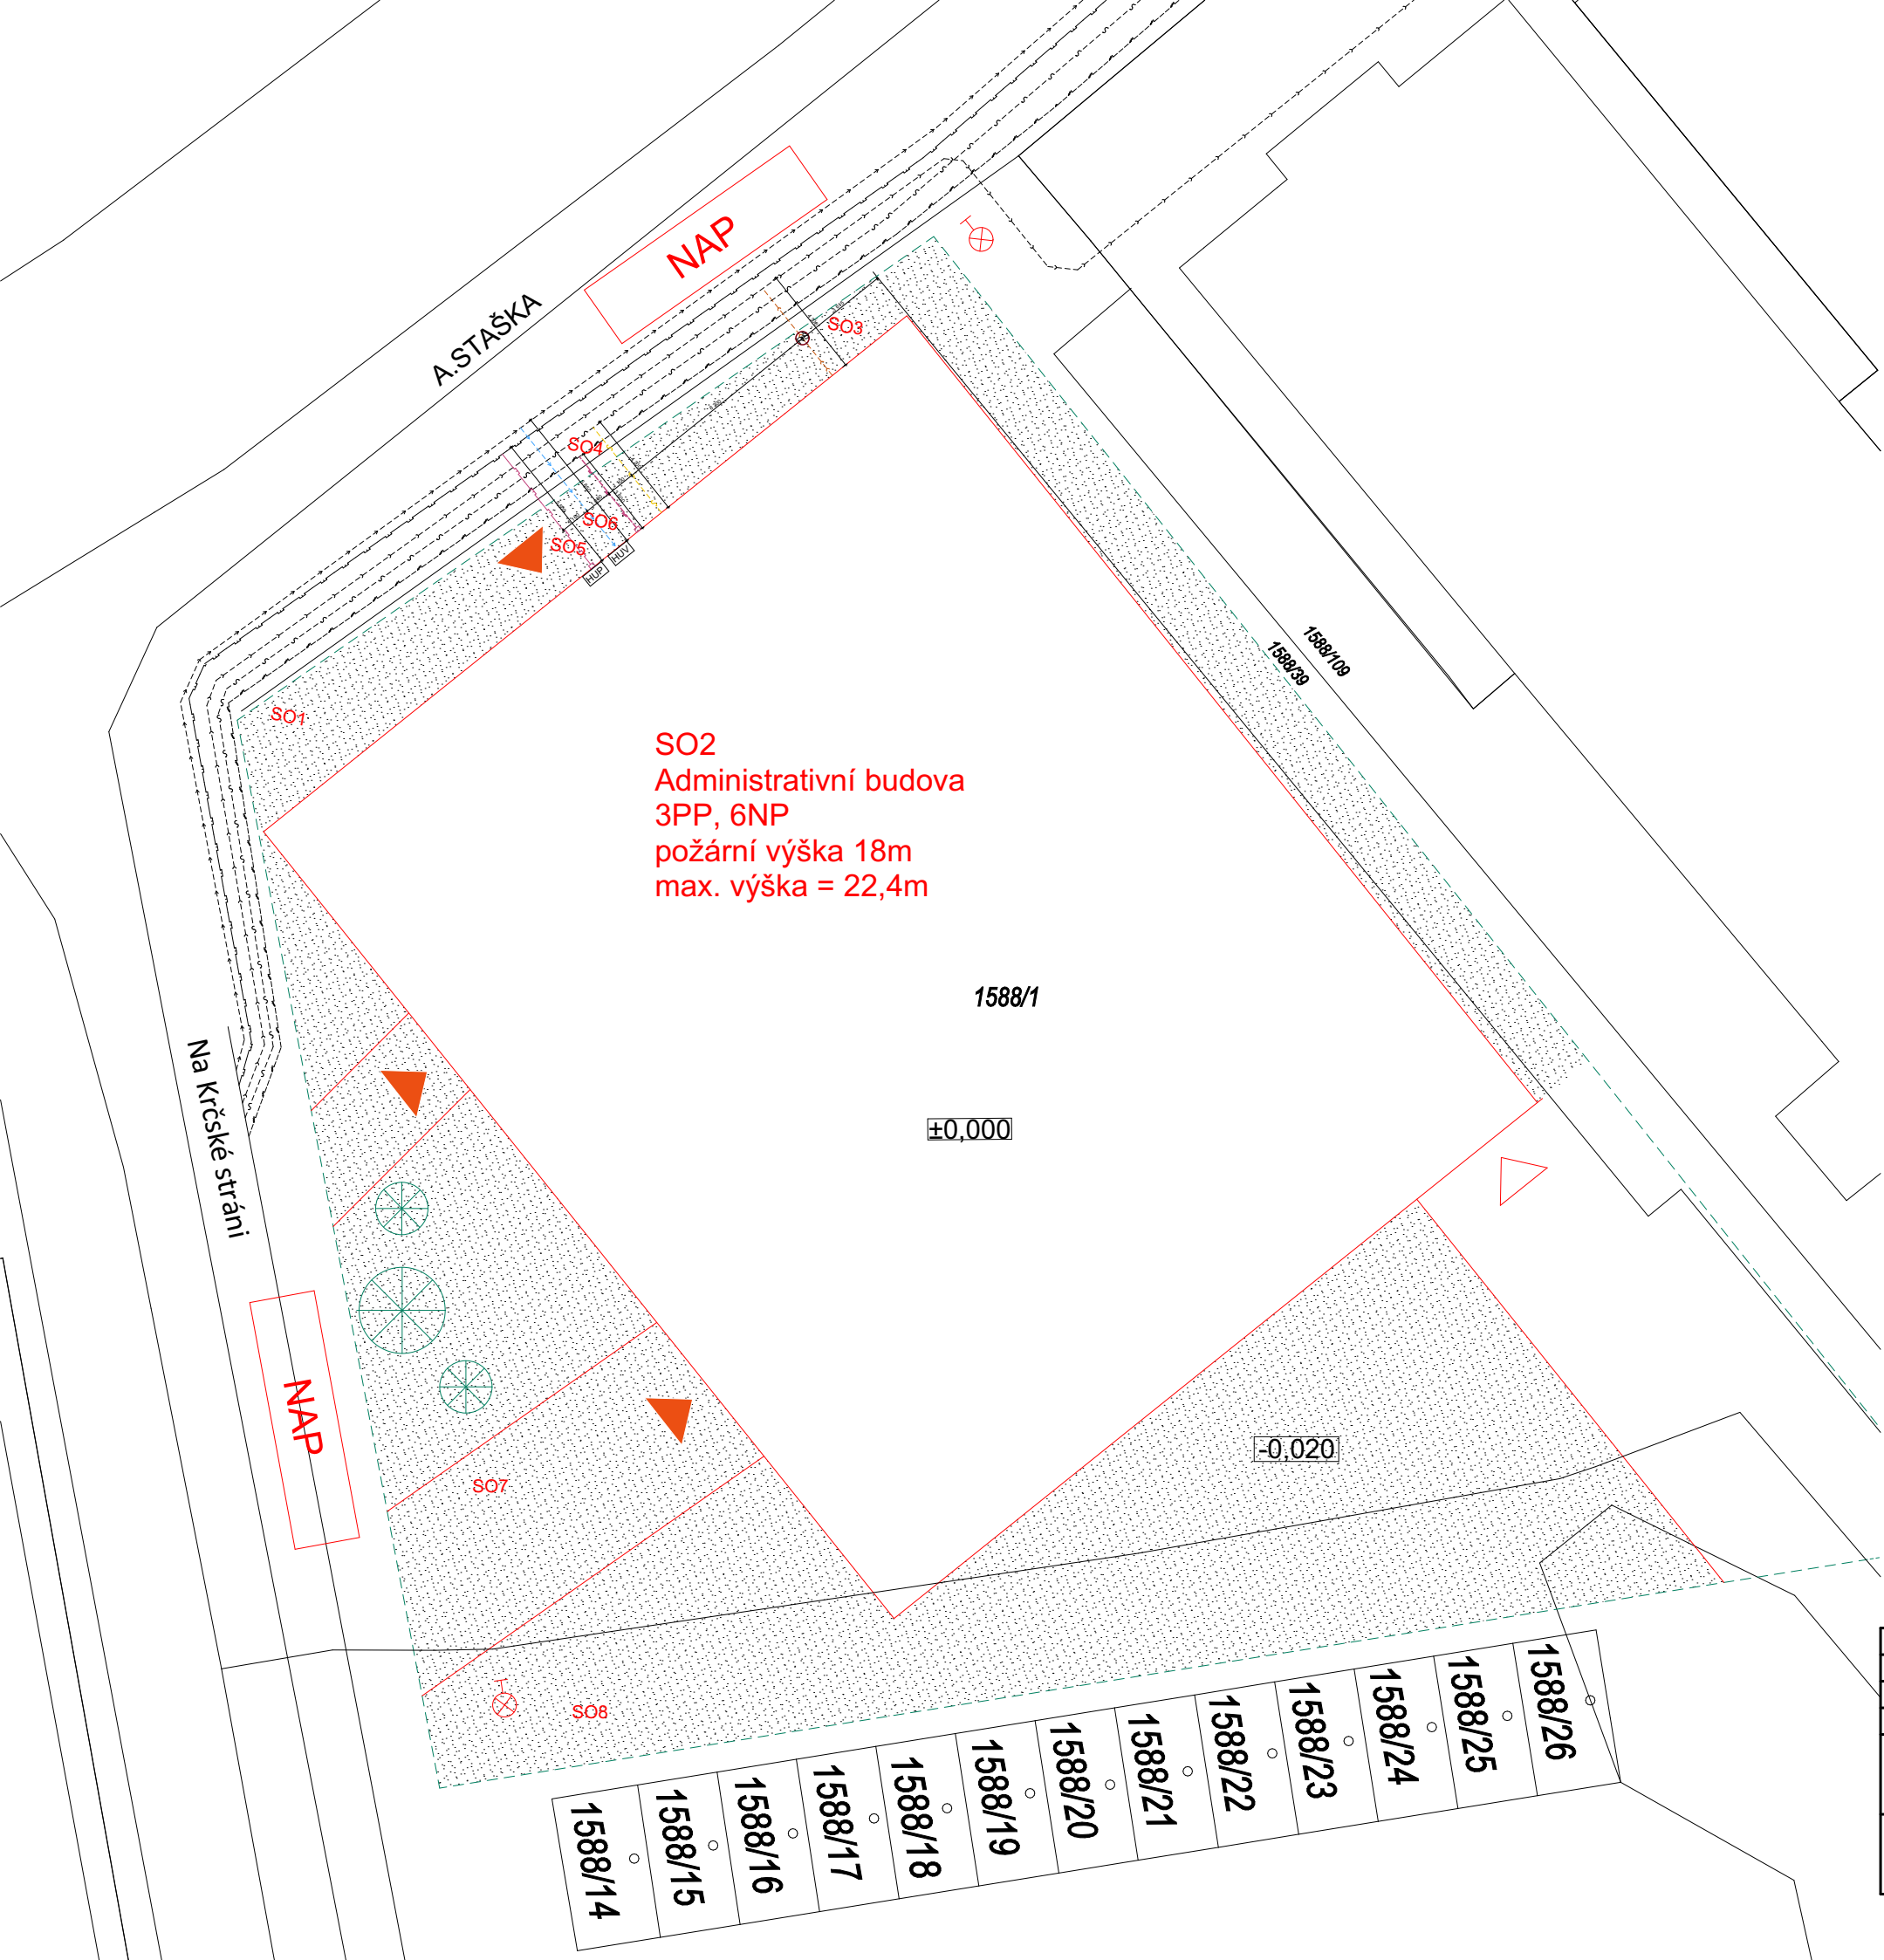 NAP
A.STAŠKA
SO3
SO4
SO6
SO5
HUV
HUP
1588/109
1588/39
SO1
SO2
Administrativní budova
3PP, 6NP
požární výška 18m
max. výška = 22,4m
1588/1
Na Krčské stráni
±0,000
NAP
-0,020
SO7
SO8
1588/14
1588/15
1588/16
1588/17
1588/18
1588/19
1588/20
1588/21
1588/22
1588/23
1588/24
1588/25
1588/26